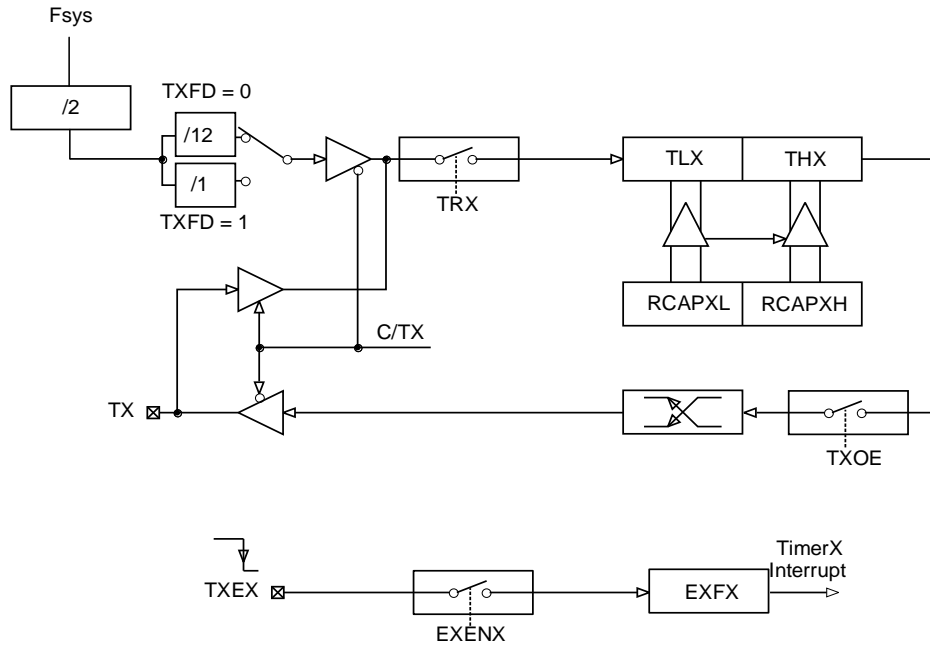 Fsys
/2
TXFD = 0
/12
/1
TXFD = 1
TRX
TLX
THX
RCAPXL
RCAPXH
C/TX
TX
TXOE
TXEX
EXENX
EXFX
TimerX
Interrupt